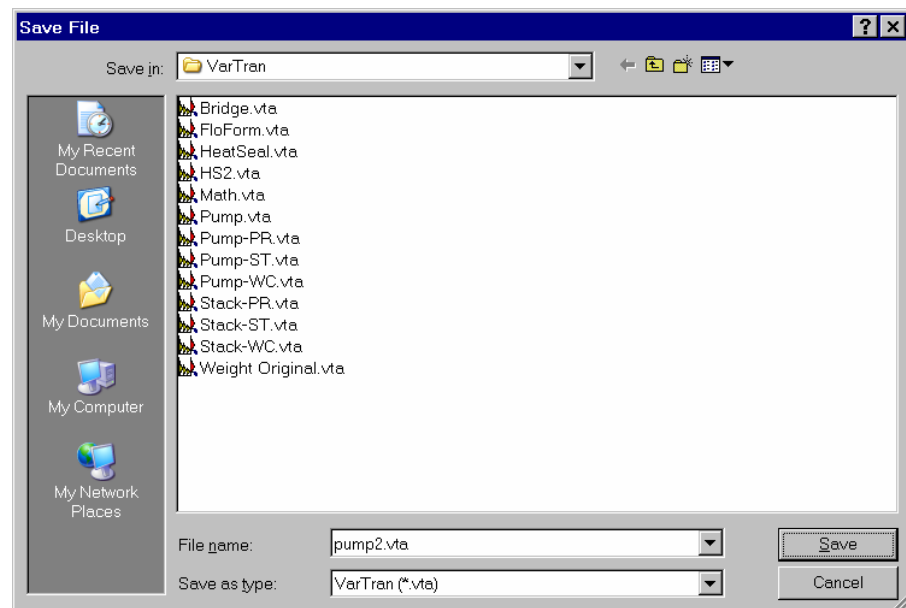 Save File
Save in: VarTran
My Recent
Documents
Desktop
My Documents
My Computer
My Network
Places
Bridge.vta
FloForm.vta
HeatSeal.vta
HS2.vta
Math.vta
Pump.vta
Pump-PR.vta
Pump-ST.vta
Pump-WC.vta
Stack-PR.vta
Stack-ST.vta
Stack-WC.vta
Weight Original.vta
File name: pump2.vta Save
Save as type: VarTran (*.vta) Cancel